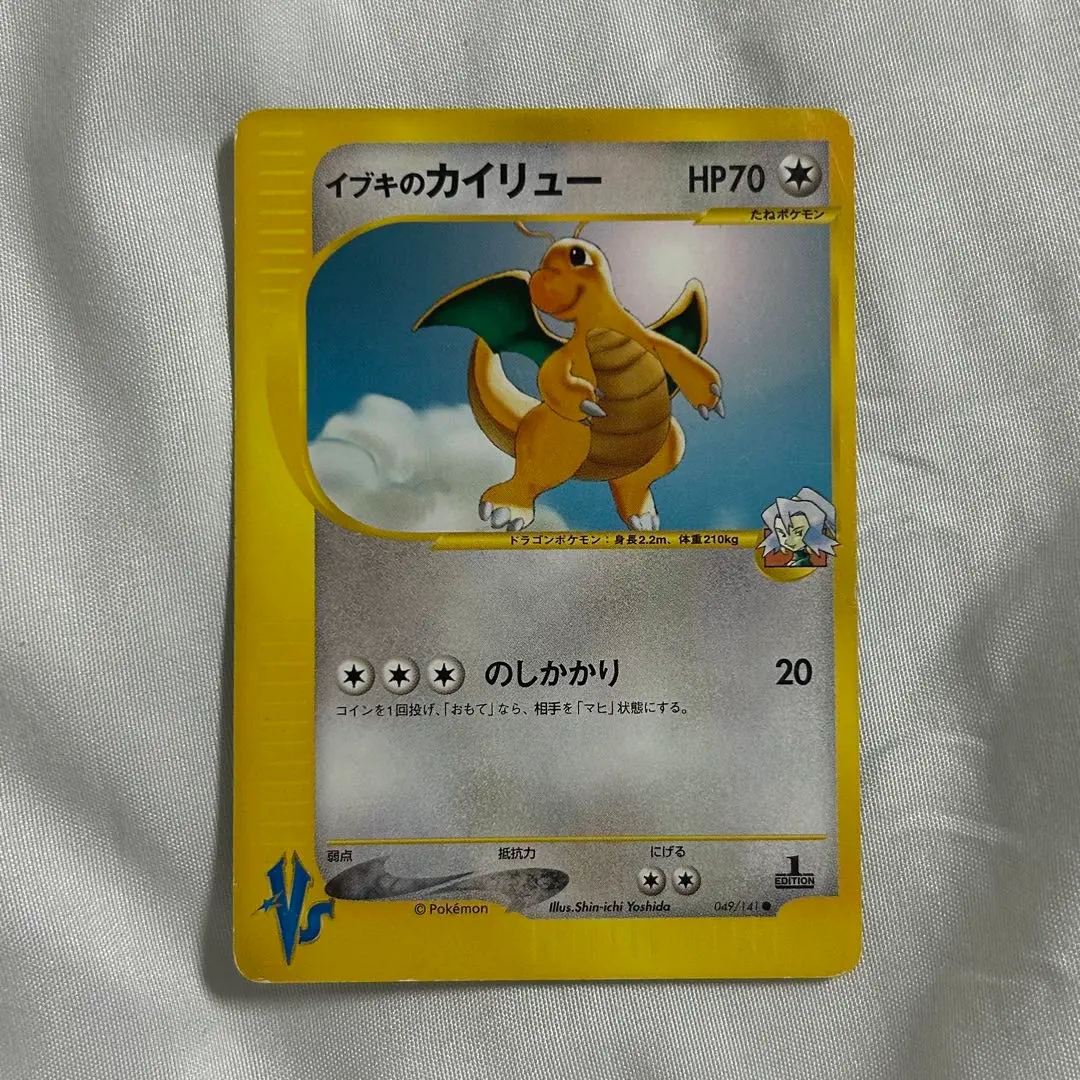 イブキのカイリュー HP70
たねポケモン
ドラゴンポケモン：身長2.2m、体重210kg
のしかかり 20
コインを1回投げ、「おもて」なら、相手を「マヒ」状態にする。
弱点 抵抗力 にげる
1
EDITION
VS
© Pokémon Illus.Shin-ichi Yoshida 049/141 ●